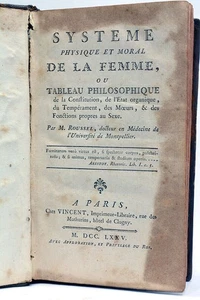 SYSTEME
PHYSIQUE ET MORAL
DE LA FEMME,
OU
TABLEAU PHILOSOPHIQUE
de la Constitution, de l'Etat organique,
du Tempérament, des Mœurs, & des
Fonctions propres au Sexe.
Par M. ROUSSEL, docteur en Médecine de
l'Université de Montpellier.
A PARIS,
Chez VINCENT, Imprimeur-Libraire, rue des
Mathurins, hôtel de Clugny.
M. DCC. LXXV.
AVEC APPROBATION, ET PRIVILEGE DU ROI.